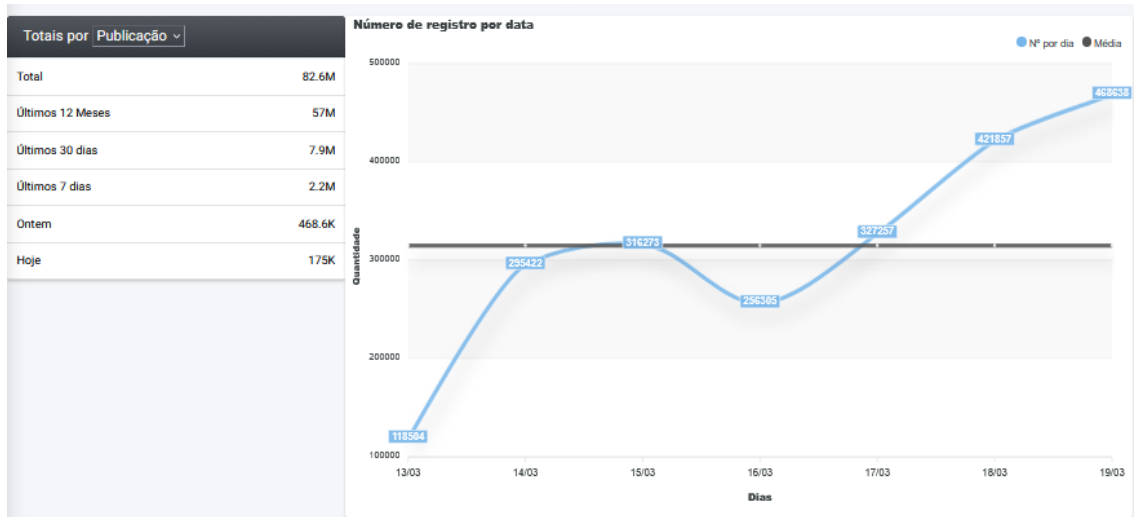 Totais por Publicação
Total 82.6M
Últimos 12 Meses 57M
Últimos 30 dias 7.9M
Últimos 7 dias 2.2M
Ontem 468.6K
Hoje 175K
Número de registro por data
Nº por dia Média
500000
400000
300000
200000
100000
Quantidade
118504
295422
316273
256305
327257
421857
468638
13/03 14/03 15/03 16/03 17/03 18/03 19/03
Dias